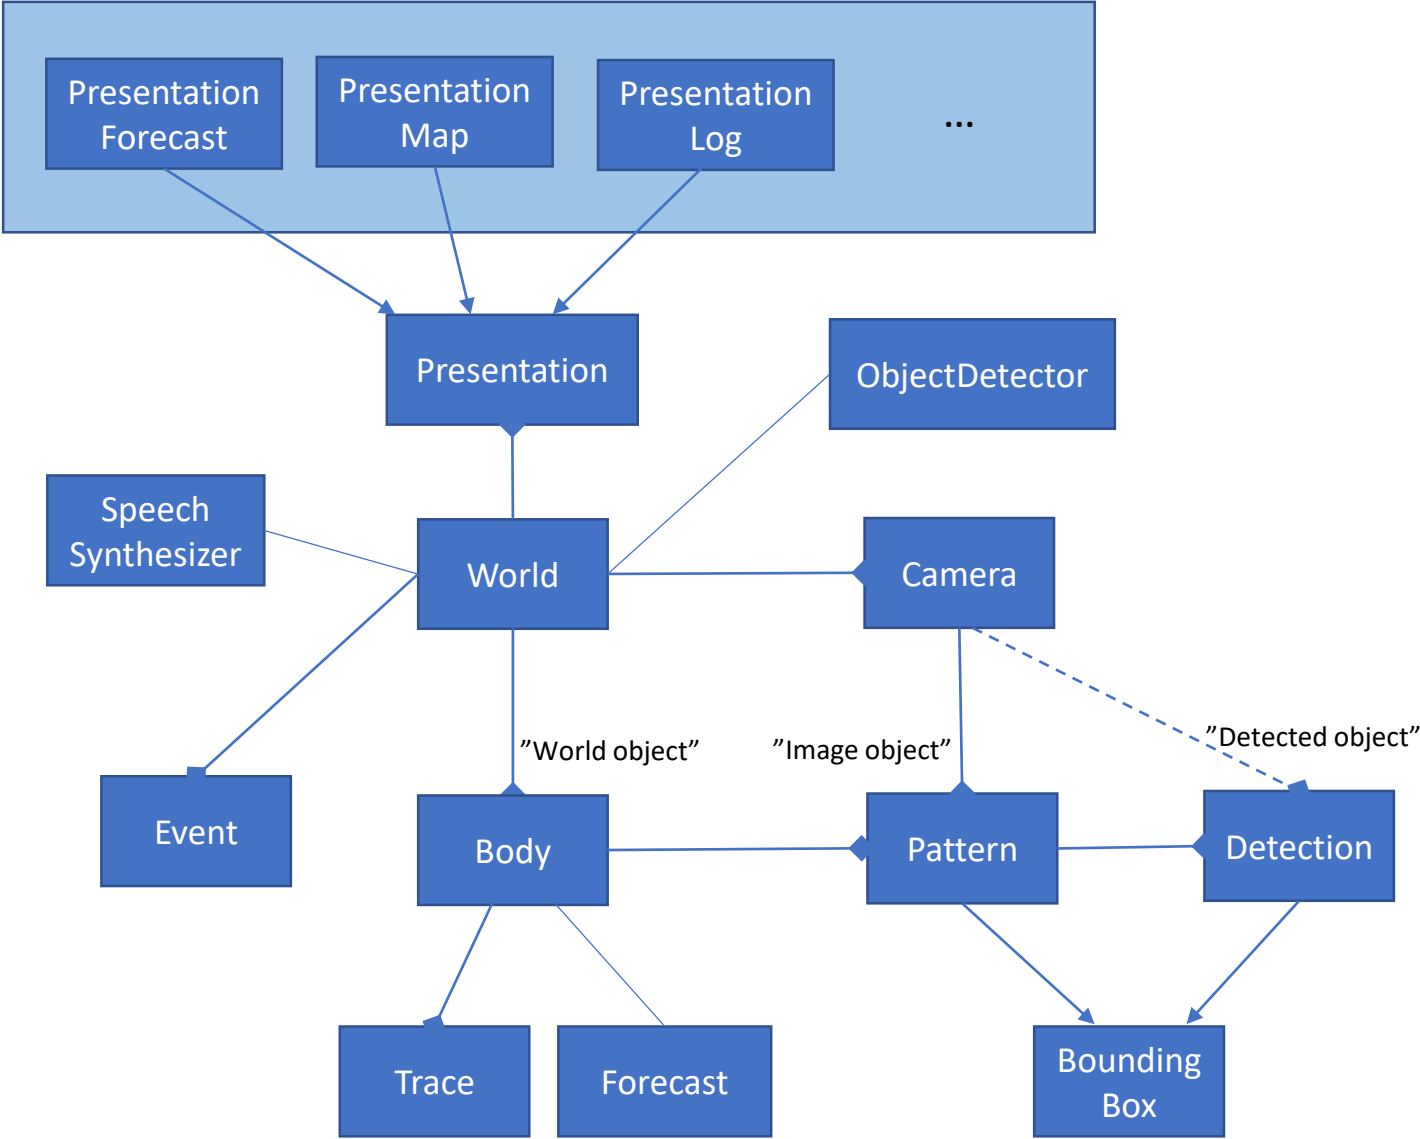 Presentation
Forecast
Presentation
Map
Presentation
Log
...
Presentation
ObjectDetector
Speech
Synthesizer
World
Camera
”World object”
”Image object”
”Detected object”
Event
Body
Pattern
Detection
Trace
Forecast
Bounding
Box